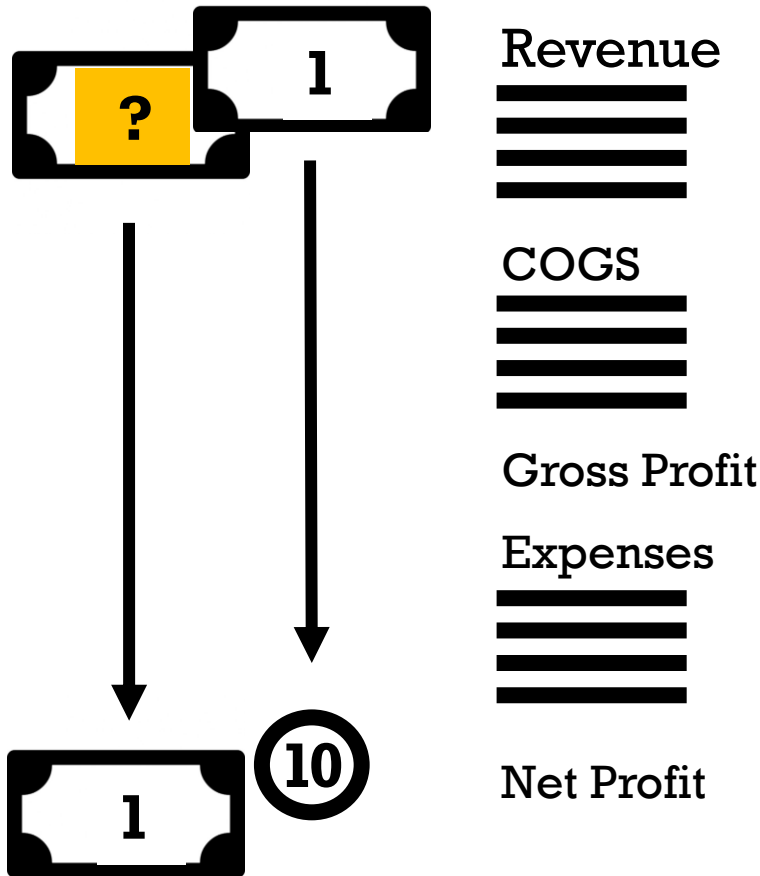 1
?
Revenue
COGS
Gross Profit
Expenses
10
1
Net Profit